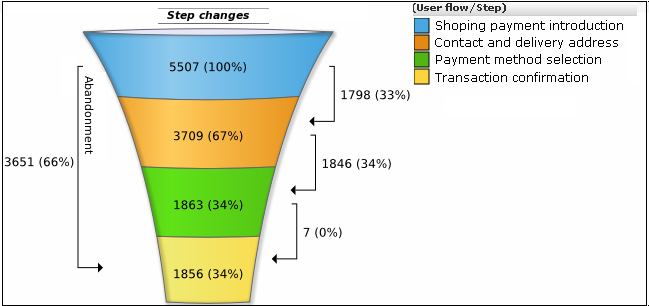 Step changes
(User flow/Step)
Shoping payment introduction
Contact and delivery address
Payment method selection
Transaction confirmation
5507 (100%)
Abandonment
1798 (33%)
3709 (67%)
3651 (66%)
1846 (34%)
1863 (34%)
7 (0%)
1856 (34%)